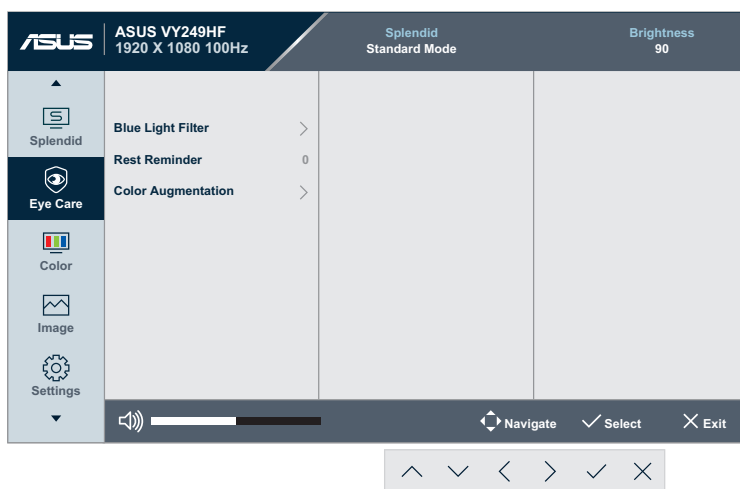 ASUS
ASUS VY249HF
1920 X 1080 100Hz
Splendid
Standard Mode
Brightness
90
Splendid
Eye Care
Color
Image
Settings
Blue Light Filter
Rest Reminder 0
Color Augmentation
Navigate
Select
Exit